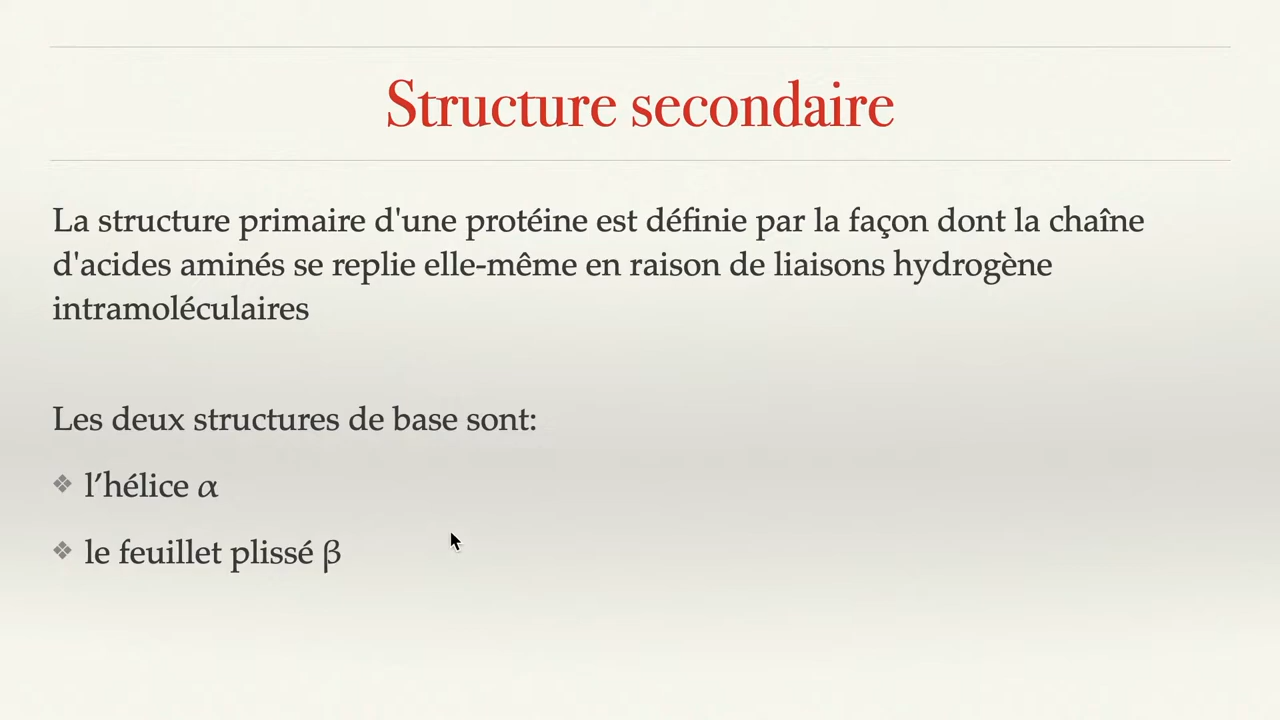 Structure secondaire
La structure primaire d'une protéine est définie par la façon dont la chaîne
d'acides aminés se replie elle-même en raison de liaisons hydrogène
intramoléculaires
Les deux structures de base sont:
❖ l’hélice α
❖ le feuillet plissé β